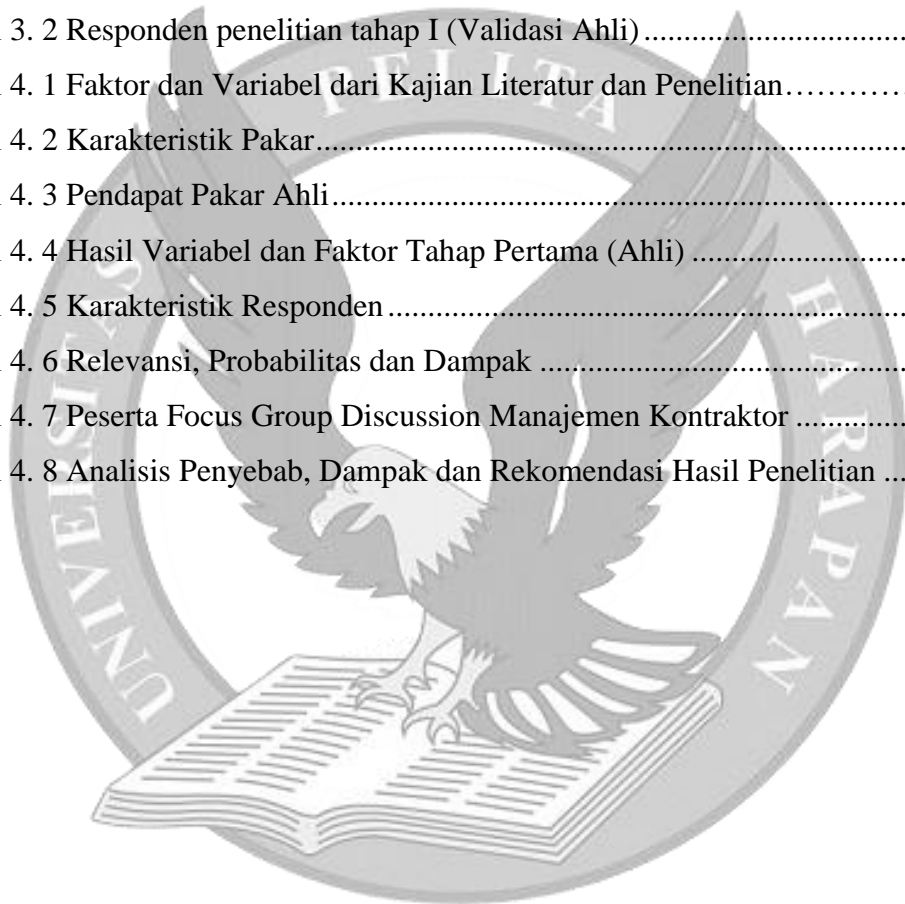 l 3. 2 Responden penelitian tahap I (Validasi Ahli)....................................
l 4. 1 Faktor dan Variabel dari Kajian Literatur dan Penelitian............
l 4. 2 Karakteristik Pakar................................................................................
l 4. 3 Pendapat Pakar Ahli..............................................................................
l 4. 4 Hasil Variabel dan Faktor Tahap Pertama (Ahli) .............................
l 4. 5 Karakteristik Responden.......................................................................
l 4. 6 Relevansi, Probabilitas dan Dampak .................................................
l 4. 7 Peserta Focus Group Discussion Manajemen Kontraktor ..............
l 4. 8 Analisis Penyebab, Dampak dan Rekomendasi Hasil Penelitian ...
UNIVERSITAS PELITA HARAPAN